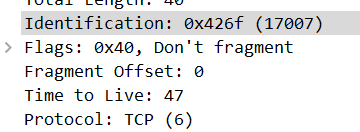 Total Length: 40
Identification: 0x426f (17007)
Flags: 0x40, Don't fragment
Fragment Offset: 0
Time to Live: 47
Protocol: TCP (6)